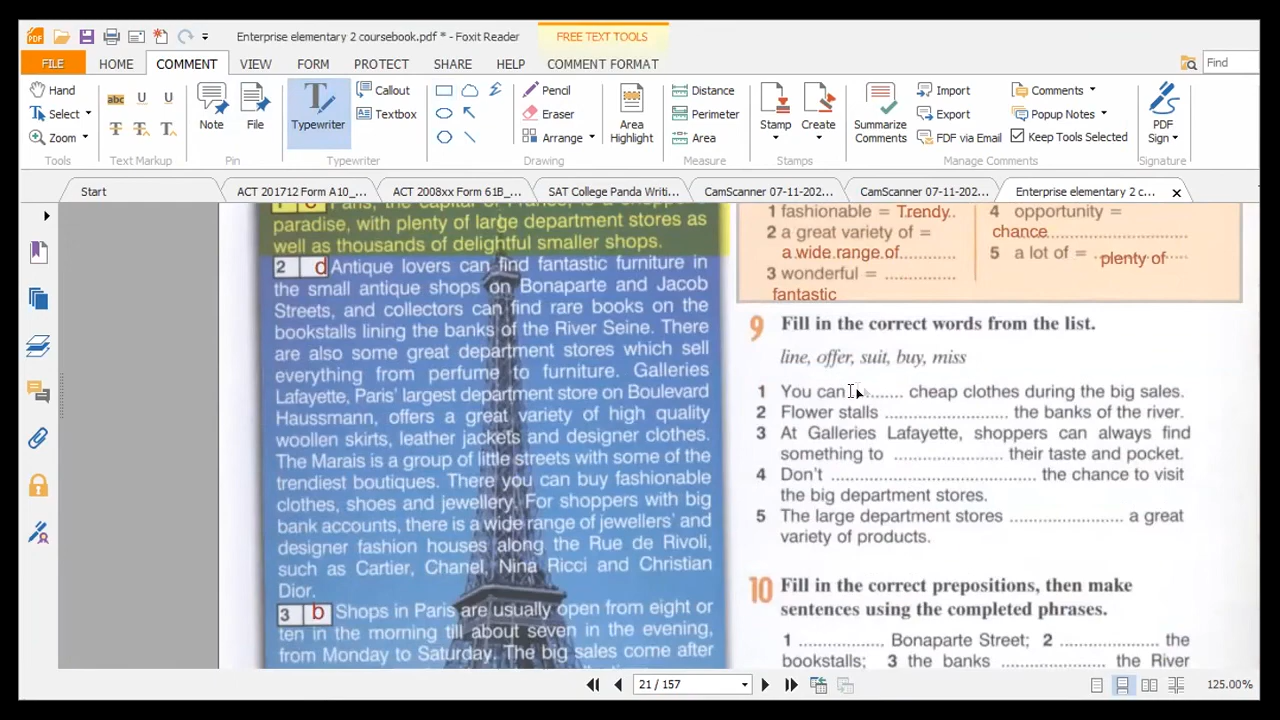 Enterprise elementary 2 coursebook.pdf * - Foxit Reader
FREE TEXT TOOLS
FILE
HOME
COMMENT
VIEW
FORM
PROTECT
SHARE
HELP
COMMENT FORMAT
Find
Hand
Select
Zoom
Tools
abc U U
T T T
Text Markup
Note
File
Pin
Typewriter
Callout
Textbox
Typewriter
Pencil
Eraser
Arrange
Drawing
Area
Highlight
Distance
Perimeter
Area
Measure
Stamp
Create
Stamps
Summarize
Comments
Import
Export
FDF via Email
Comments
Popup Notes
Keep Tools Selected
Manage Comments
PDF
Sign
Signature
Start
ACT 201712 Form A10_...
ACT 2008xx Form 61B_...
SAT College Panda Writi...
CamScanner 07-11-202...
CamScanner 07-11-202...
Enterprise elementary 2 c...
1 c Paris, the capital of France, is a
paradise, with plenty of large department stores as
well as thousands of delightful smaller shops.
2 d Antique lovers can find fantastic furniture in
the small antique shops on Bonaparte and Jacob
Streets, and collectors can find rare books on the
bookstalls lining the banks of the River Seine. There
are also some great department stores which sell
everything from perfume to furniture. Galleries
Lafayette, Paris' largest department store on Boulevard
Haussmann, offers a great variety of high quality
woollen skirts, leather jackets and designer clothes.
The Marais is a group of little streets with some of the
trendiest boutiques. There you can buy fashionable
clothes, shoes and jewellery. For shoppers with big
bank accounts, there is a wide range of jewellers' and
designer fashion houses along the Rue de Rivoli,
such as Cartier, Chanel, Nina Ricci and Christian
Dior.
3 b Shops in Paris are usually open from eight or
ten in the morning till about seven in the evening,
from Monday to Saturday. The big sales come after
1 fashionable = Trendy..
2 a great variety of =
a wide range of............
3 wonderful = ..............
fantastic
4 opportunity =
chance............................
5 a lot of = plenty of
9 Fill in the correct words from the list.
line, offer, suit, buy, miss
1 You can ........ cheap clothes during the big sales.
2 Flower stalls ........................... the banks of the river.
3 At Galleries Lafayette, shoppers can always find
something to ........................ their taste and pocket.
4 Don't ............................................. the chance to visit
the big department stores.
5 The large department stores ......................... a great
variety of products.
10 Fill in the correct prepositions, then make
sentences using the completed phrases.
1 ................... Bonaparte Street; 2 ...................... the
bookstalls; 3 the banks ....................... the River
21 / 157
125.00%